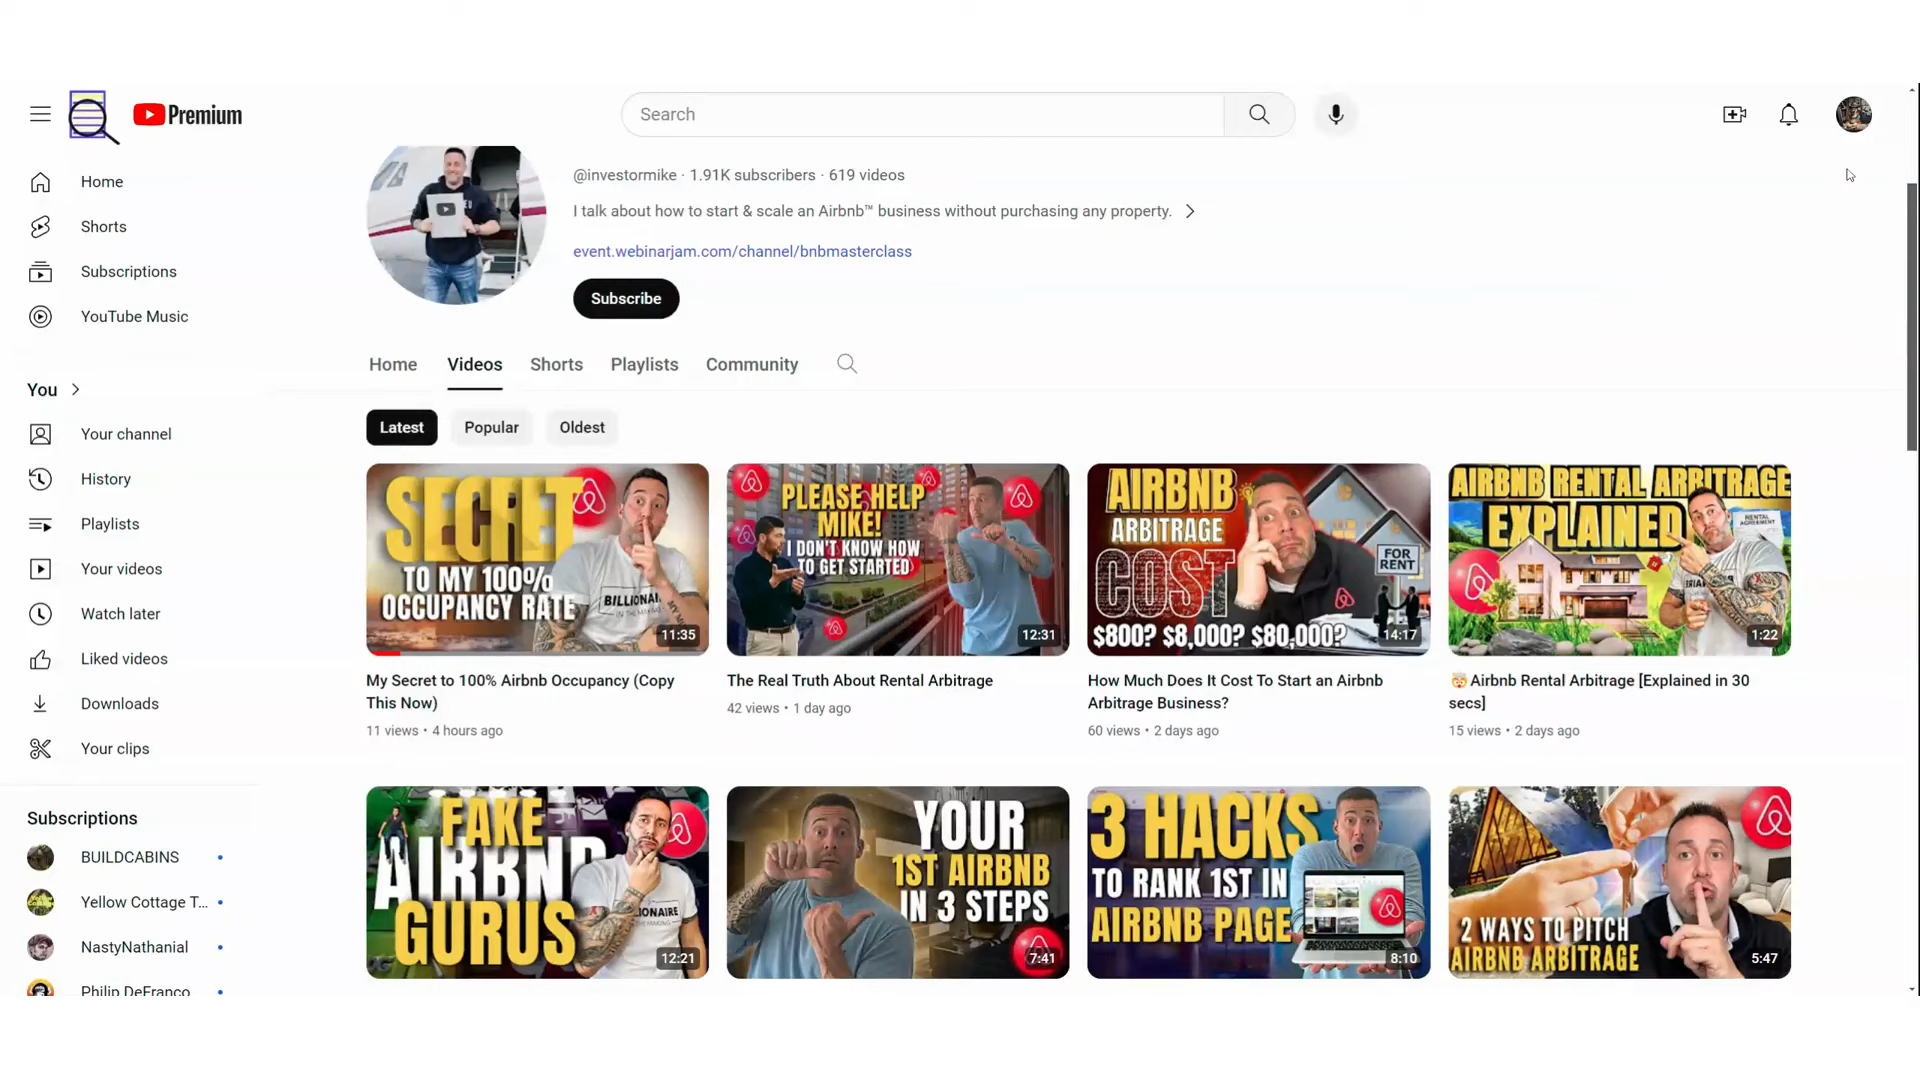 Premium
Search
Home
Shorts
Subscriptions
YouTube Music
You
Your channel
History
Playlists
Your videos
Watch later
Liked videos
Downloads
Your clips
Subscriptions
BUILDCABINS
Yellow Cottage T...
NastyNathanial
Philip DeFranco
@investormike · 1.91K subscribers · 619 videos
I talk about how to start & scale an Airbnb™ business without purchasing any property.
event.webinarjam.com/channel/bnbmasterclass
Subscribe
Home Videos Shorts Playlists Community
Latest Popular Oldest
SECRET
TO MY 100%
OCCUPANCY RATE
11:35
My Secret to 100% Airbnb Occupancy (Copy
This Now)
11 views • 4 hours ago
PLEASE HELP
MIKE!
I DON'T KNOW HOW
TO GET STARTED
12:31
The Real Truth About Rental Arbitrage
42 views • 1 day ago
AIRBNB
ARBITRAGE
COST
$800? $8,000? $80,000?
FOR
RENT
14:17
How Much Does It Cost To Start an Airbnb
Arbitrage Business?
60 views • 2 days ago
AIRBNB RENTAL ARBITRAGE
EXPLAINED
RENTAL
AGREEMENT
1:22
🤯Airbnb Rental Arbitrage [Explained in 30
secs]
15 views • 2 days ago
FAKE
AIRBNB
GURUS
12:21
YOUR
1ST AIRBNB
IN 3 STEPS
7:41
3 HACKS
TO RANK 1ST IN
AIRBNB PAGE
8:10
2 WAYS TO PITCH
AIRBNB ARBITRAGE
5:47